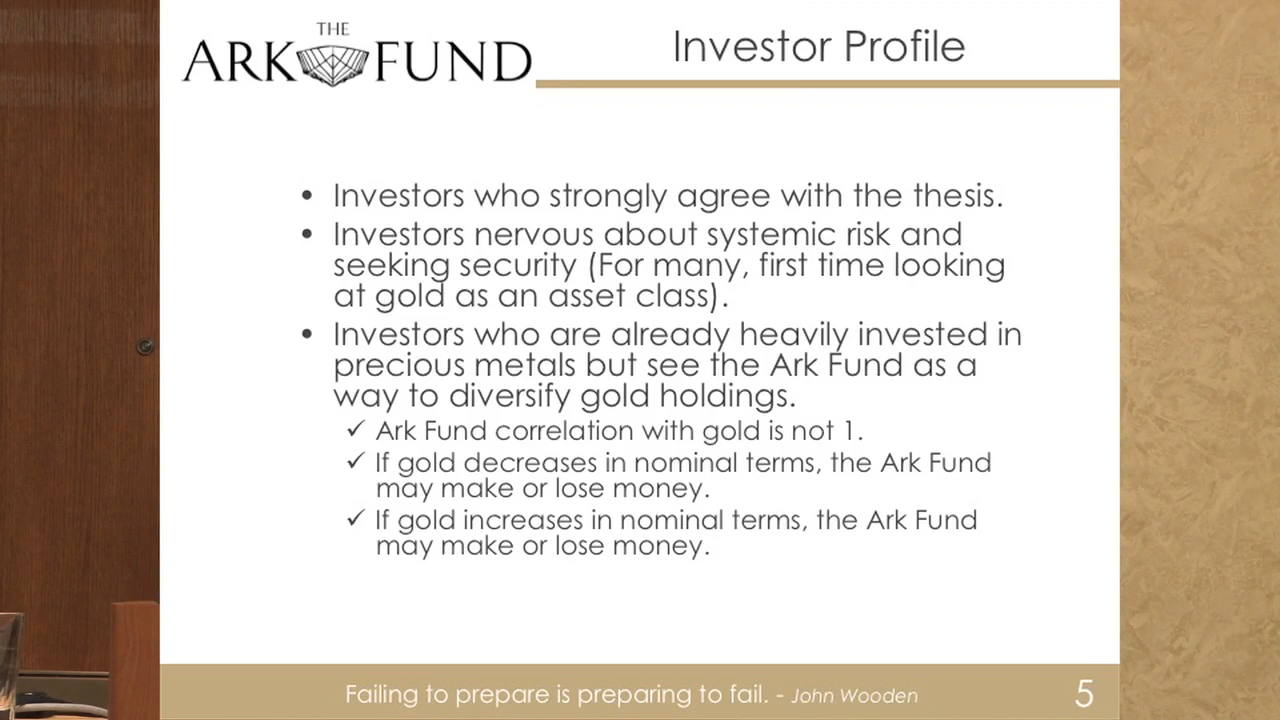 THE
ARK FUND
Investor Profile
• Investors who strongly agree with the thesis.
• Investors nervous about systemic risk and
seeking security (For many, first time looking
at gold as an asset class).
• Investors who are already heavily invested in
precious metals but see the Ark Fund as a
way to diversify gold holdings.
✓ Ark Fund correlation with gold is not 1.
✓ If gold decreases in nominal terms, the Ark Fund
may make or lose money.
✓ If gold increases in nominal terms, the Ark Fund
may make or lose money.
Failing to prepare is preparing to fail. - John Wooden
5